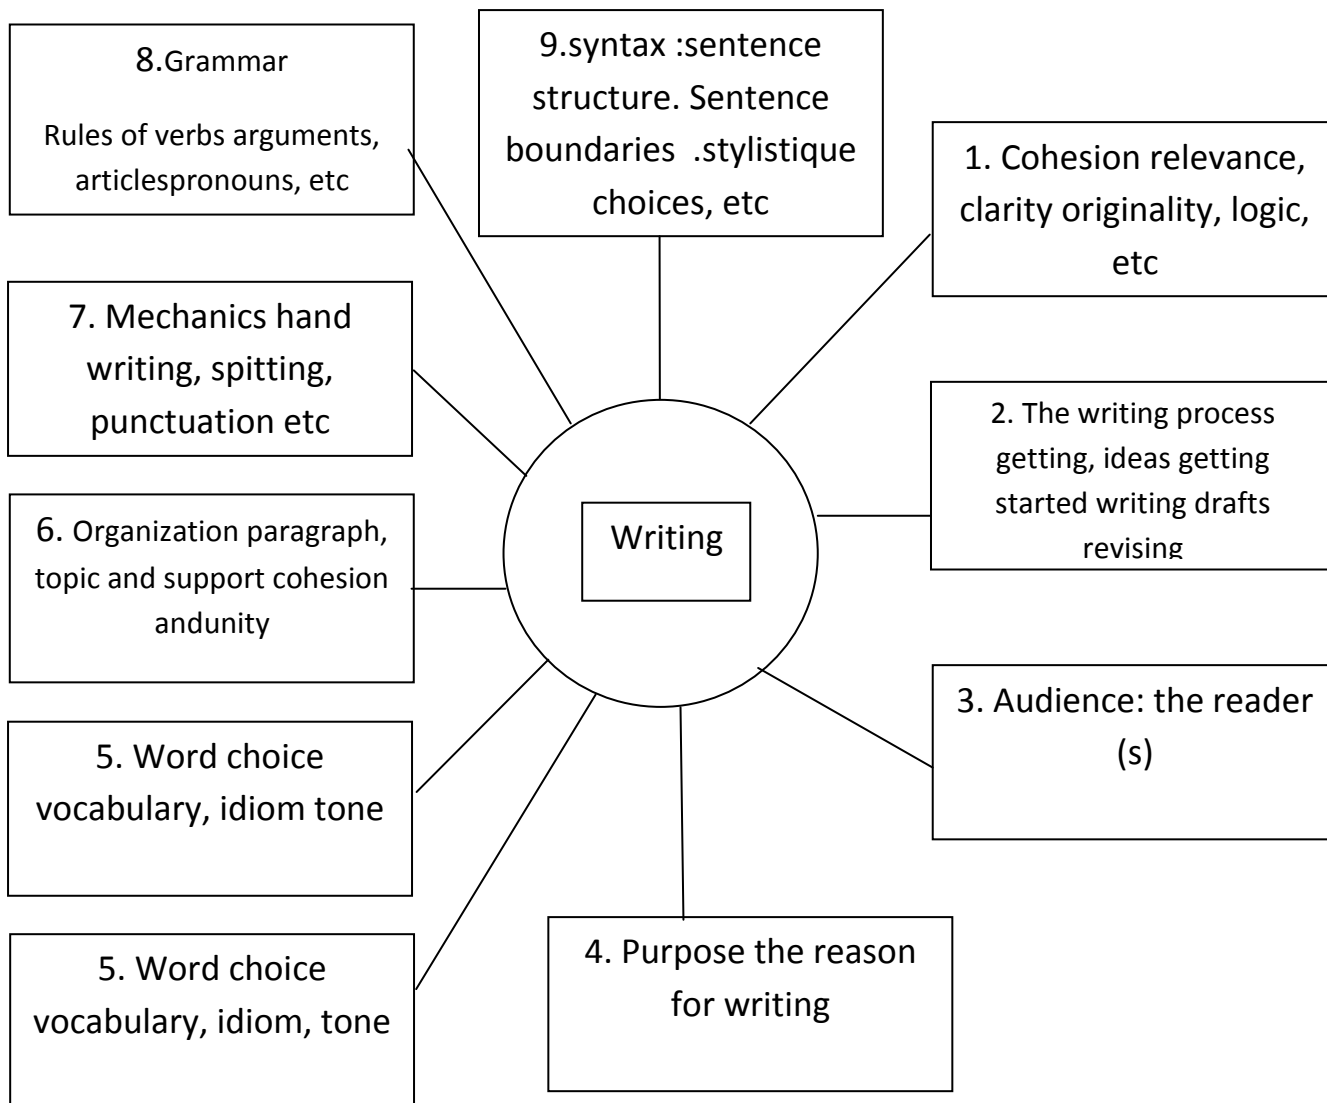 8.Grammar
Rules of verbs arguments,
articlespronouns, etc
9.syntax :sentence
structure. Sentence
boundaries .stylistique
choices, etc
1. Cohesion relevance,
clarity originality, logic,
etc
7. Mechanics hand
writing, spitting,
punctuation etc
2. The writing process
getting, ideas getting
started writing drafts
revising
6. Organization paragraph,
topic and support cohesion
andunity
Writing
3. Audience: the reader
(s)
5. Word choice
vocabulary, idiom tone
4. Purpose the reason
for writing
5. Word choice
vocabulary, idiom, tone